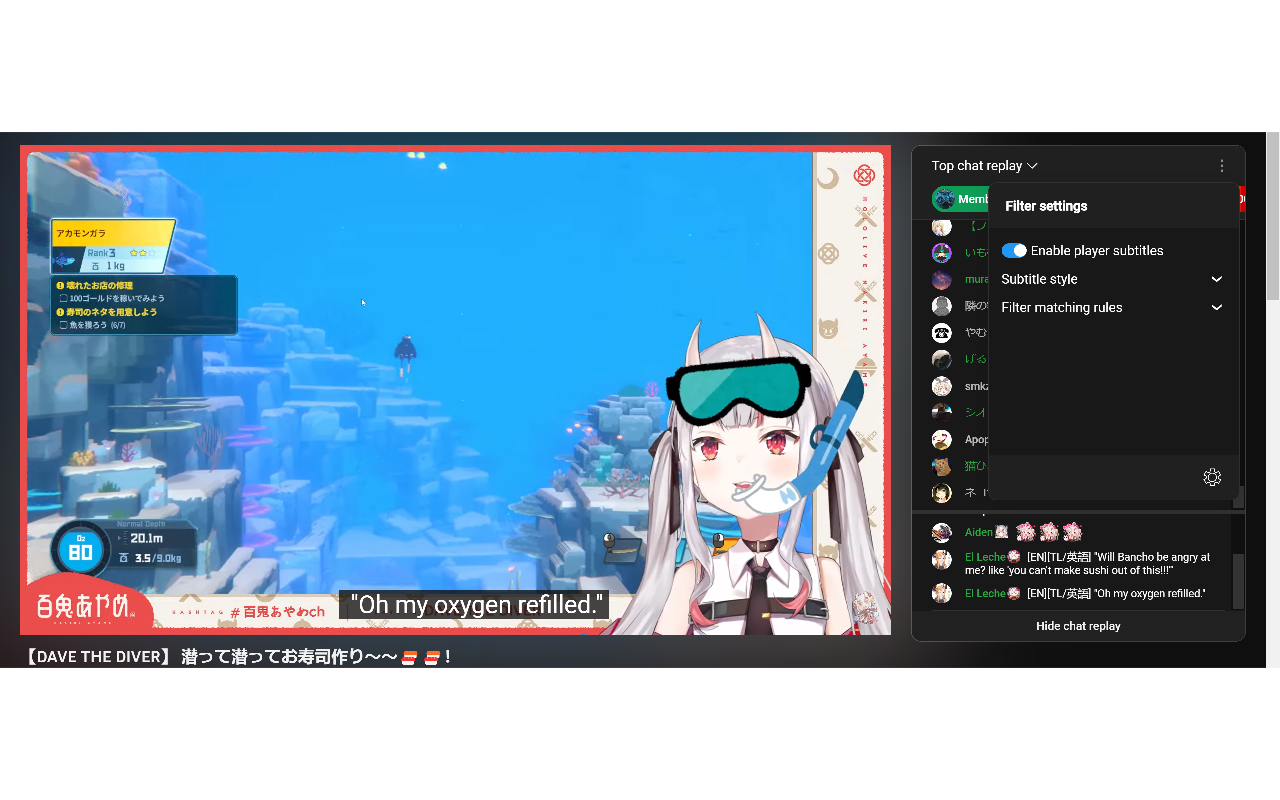 アカモンガラ
Rank 3
1 kg
壊れたお店の修理
100ゴールドを稼いでみよう
寿司のネタを用意しよう
魚を獲ろう (6/7)
Normal Depth
O2
80
20.1m
3.5/9.0kg
百鬼あやめ
HASHTAG #百鬼あやわch
"Oh my oxygen refilled."
HOLOLIVE NAKIRI AYAME
【DAVE THE DIVER】 潜って潜ってお寿司作り～～🍣 🍣！
Top chat replay
Memb
Filter settings
Enable player subtitles
Subtitle style
Filter matching rules
いも
mura
隣の
やむ
げる
smkz
シオ
Apop
猫ひ
Aiden
El Leche [EN][TL/英語] "Will Bancho be angry at
me? like 'you can't make sushi out of this!!!"
El Leche [EN][TL/英語] "Oh my oxygen refilled."
Hide chat replay